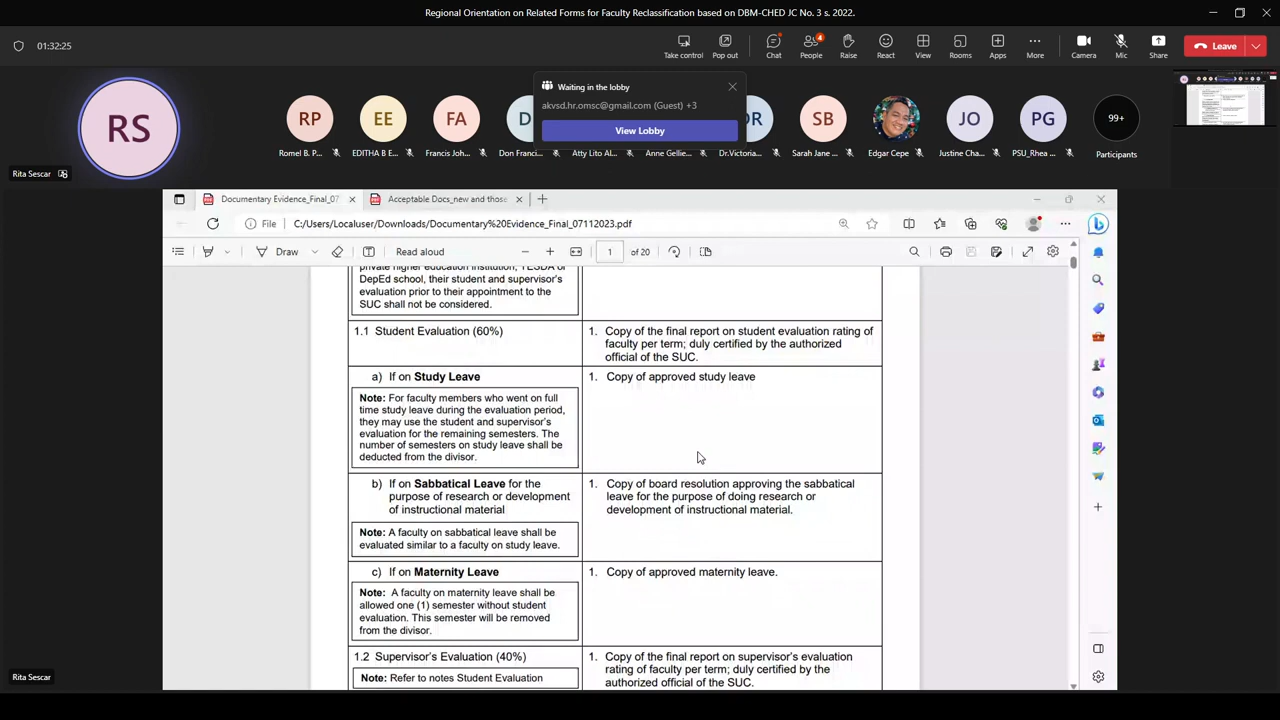 Regional Orientation on Related Forms for Faculty Reclassification based on DBM-CHED JC No. 3 s. 2022.
01:32:25
Take control
Pop out
Chat
4
People
Raise
React
View
Rooms
Apps
More
Camera
Mic
Share
Leave
Waiting in the lobby
akvsd.hr.omsc@gmail.com (Guest) +3
View Lobby
RS
RP
EE
FA
SB
JO
PG
99+
Rita Sescar
Romel B. P...
EDITHA B E...
Francis Joh...
Don Franci...
Atty Lito Al...
Anne Gellie...
Dr.Victoria...
Sarah Jane ...
Edgar Cepe
Justine Cha...
PSU_Rhea ...
Participants
Documentary Evidence_Final_07
Acceptable Docs_new and those
File
C:/Users/Localuser/Downloads/Documentary%20Evidence_Final_07112023.pdf
Draw
Read aloud
1
of 20
private higher education institution, TESDA or
DepEd school, their student and supervisor's
evaluation prior to their appointment to the
SUC shall not be considered.
1.1 Student Evaluation (60%)
1. Copy of the final report on student evaluation rating of
faculty per term; duly certified by the authorized
official of the SUC.
a) If on Study Leave
Note: For faculty members who went on full
time study leave during the evaluation period,
they may use the student and supervisor's
evaluation for the remaining semesters. The
number of semesters on study leave shall be
deducted from the divisor.
1. Copy of approved study leave
b) If on Sabbatical Leave for the
purpose of research or development
of instructional material
Note: A faculty on sabbatical leave shall be
evaluated similar to a faculty on study leave.
1. Copy of board resolution approving the sabbatical
leave for the purpose of doing research or
development of instructional material.
c) If on Maternity Leave
Note: A faculty on maternity leave shall be
allowed one (1) semester without student
evaluation. This semester will be removed
from the divisor.
1. Copy of approved maternity leave.
1.2 Supervisor's Evaluation (40%)
Note: Refer to notes Student Evaluation
1. Copy of the final report on supervisor's evaluation
rating of faculty per term; duly certified by the
authorized official of the SUC.
Rita Sescar